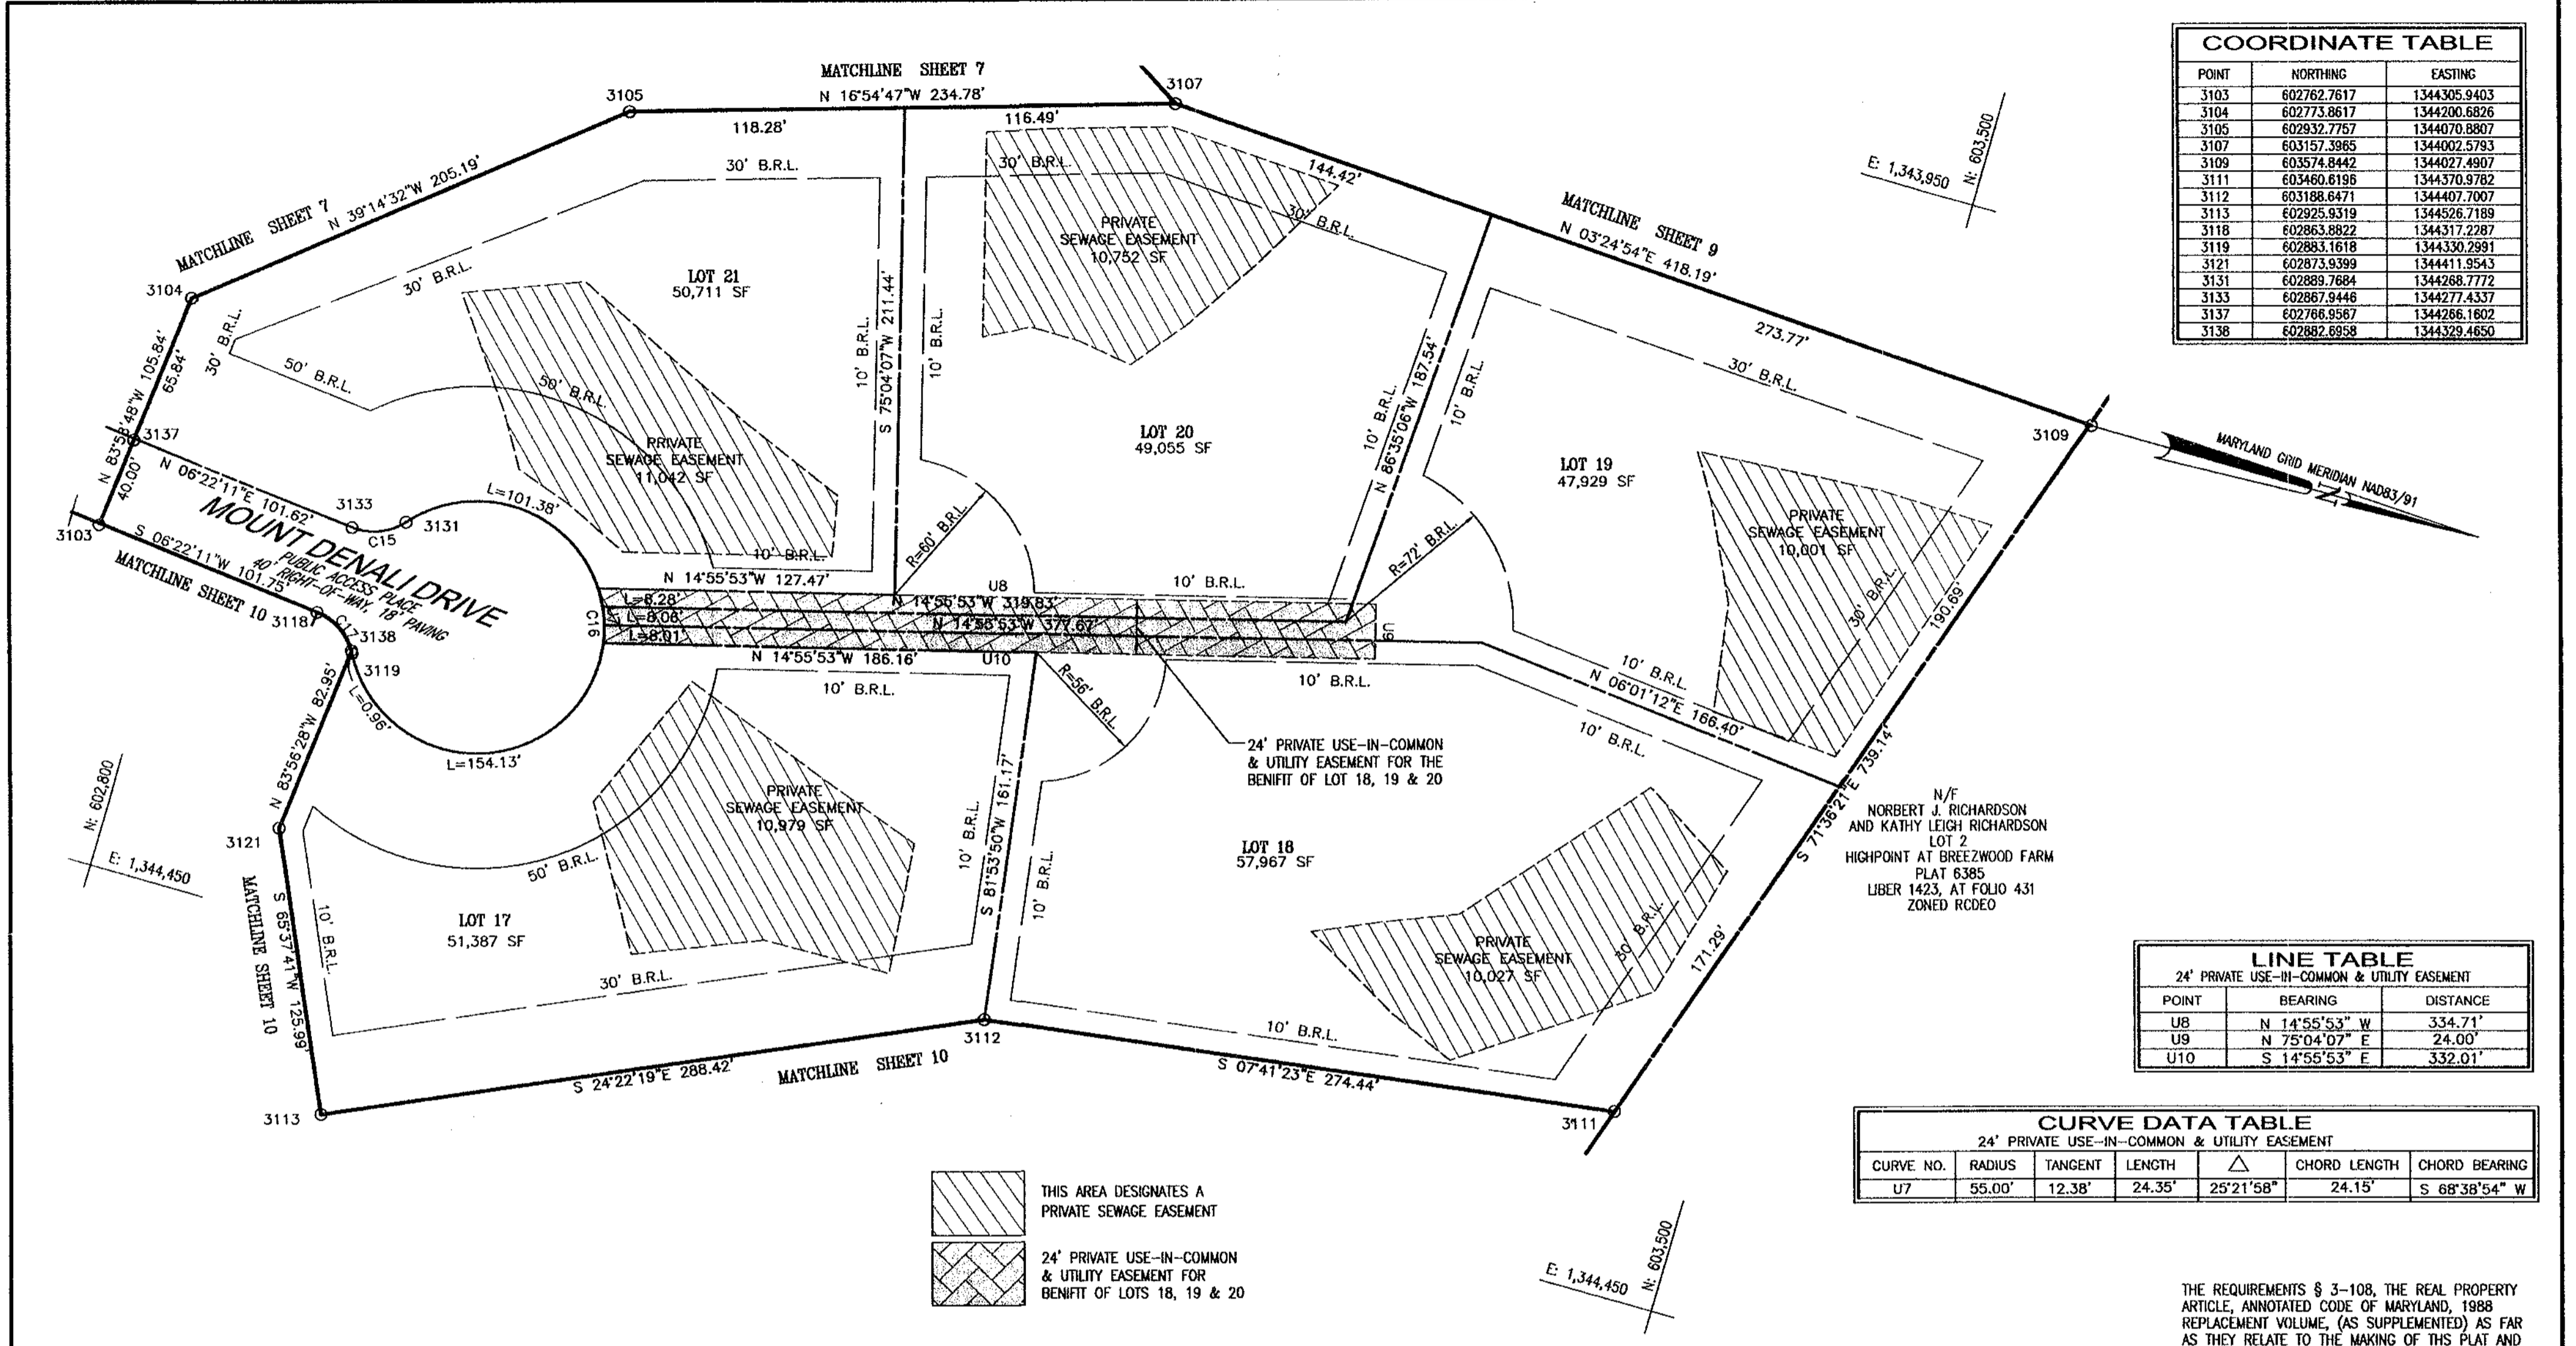 COORDINATE TABLE
POINT NORTHING EASTING
3103 602762.7617 1344305.9403
3104 602773.8617 1344200.6826
3105 602932.7757 1344070.8807
3107 603157.3965 1344002.5793
3109 603574.8442 1344027.4907
3111 603460.6196 1344370.9782
3112 603188.6471 1344407.7007
3113 602925.9319 1344526.7189
3118 602863.8822 1344317.2287
3119 602883.1618 1344330.2991
3121 602873.9399 1344411.9543
3131 602889.7684 1344268.7772
3133 602867.9446 1344277.4337
3137 602766.9567 1344266.1602
3138 602882.6958 1344329.4650
MATCHLINE SHEET 7
N 16°54'47"W 234.78'
3105
3107
118.28'
116.49'
144.42'
MATCHLINE SHEET 7
N 39°14'32"W 205.19'
30' B.R.L.
30' B.R.L.
30' B.R.L.
30' B.R.L.
E: 1,343,950
N: 603,500
MATCHLINE SHEET 9
N 03°24'54"E 418.19'
273.77'
30' B.R.L.
3109
MARYLAND GRID MERIDIAN NAD83/91
N
3104
N 83°58'48"W 105.84'
65.84'
40.00'
30' B.R.L.
50' B.R.L.
50' B.R.L.
LOT 21
50,711 SF
PRIVATE
SEWAGE EASEMENT
11,042 SF
10' B.R.L.
S 75°04'07"W 211.44'
10' B.R.L.
10' B.R.L.
PRIVATE
SEWAGE EASEMENT
10,752 SF
LOT 20
49,055 SF
R=60' B.R.L.
10' B.R.L.
N 86°35'06"W 187.54'
10' B.R.L.
10' B.R.L.
LOT 19
47,929 SF
R=72' B.R.L.
PRIVATE
SEWAGE EASEMENT
10,001 SF
30' B.R.L.
190.69'
10' B.R.L.
N 06°01'12"E 166.40'
10' B.R.L.
3137
N 06°22'11"E 101.62'
3133
C15
3131
L=101.38'
3103
S 06°22'11"W 101.75'
MATCHLINE SHEET 10
MOUNT DENALI DRIVE
PUBLIC ACCESS PLACE
40' RIGHT-OF-WAY, 18' PAVING
3118
C17
3138
3119
L=0.96'
L=154.13'
C16
N 14°55'53"W 127.47'
U8
L=8.28'
N 14°55'53"W 319.83'
L=8.06'
N 14°55'53"W 377.67'
L=8.01'
U9
N 14°55'53"W 186.16'
U10
10' B.R.L.
10' B.R.L.
R=56' B.R.L.
24' PRIVATE USE-IN-COMMON
& UTILITY EASEMENT FOR THE
BENIFIT OF LOT 18, 19 & 20
N 83°56'28"W 82.95'
3121
N: 602,800
E: 1,344,450
MATCHLINE SHEET 10
S 65°37'41"W 125.99'
10' B.R.L.
50' B.R.L.
LOT 17
51,387 SF
PRIVATE
SEWAGE EASEMENT
10,979 SF
30' B.R.L.
10' B.R.L.
S 81°53'50"W 161.17'
10' B.R.L.
LOT 18
57,967 SF
PRIVATE
SEWAGE EASEMENT
10,027 SF
30' B.R.L.
10' B.R.L.
171.29'
S 71°36'21"E 739.14'
N/F
NORBERT J. RICHARDSON
AND KATHY LEIGH RICHARDSON
LOT 2
HIGHPOINT AT BREEZWOOD FARM
PLAT 6385
LIBER 1423, AT FOLIO 431
ZONED RCDEO
3113
S 24°22'19"E 288.42'
3112
MATCHLINE SHEET 10
S 07°41'23"E 274.44'
3111
LINE TABLE
24' PRIVATE USE-IN-COMMON & UTILITY EASEMENT
POINT BEARING DISTANCE
U8 N 14°55'53" W 334.71'
U9 N 75°04'07" E 24.00'
U10 S 14°55'53" E 332.01'
CURVE DATA TABLE
24' PRIVATE USE-IN-COMMON & UTILITY EASEMENT
CURVE NO. RADIUS TANGENT LENGTH △ CHORD LENGTH CHORD BEARING
U7 55.00' 12.38' 24.35' 25°21'58" 24.15' S 68°38'54" W
THIS AREA DESIGNATES A
PRIVATE SEWAGE EASEMENT
24' PRIVATE USE-IN-COMMON
& UTILITY EASEMENT FOR
BENIFIT OF LOTS 18, 19 & 20
E: 1,344,450
N: 603,500
THE REQUIREMENTS § 3-108, THE REAL PROPERTY
ARTICLE, ANNOTATED CODE OF MARYLAND, 1988
REPLACEMENT VOLUME, (AS SUPPLEMENTED) AS FAR
AS THEY RELATE TO THE MAKING OF THS PLAT AND